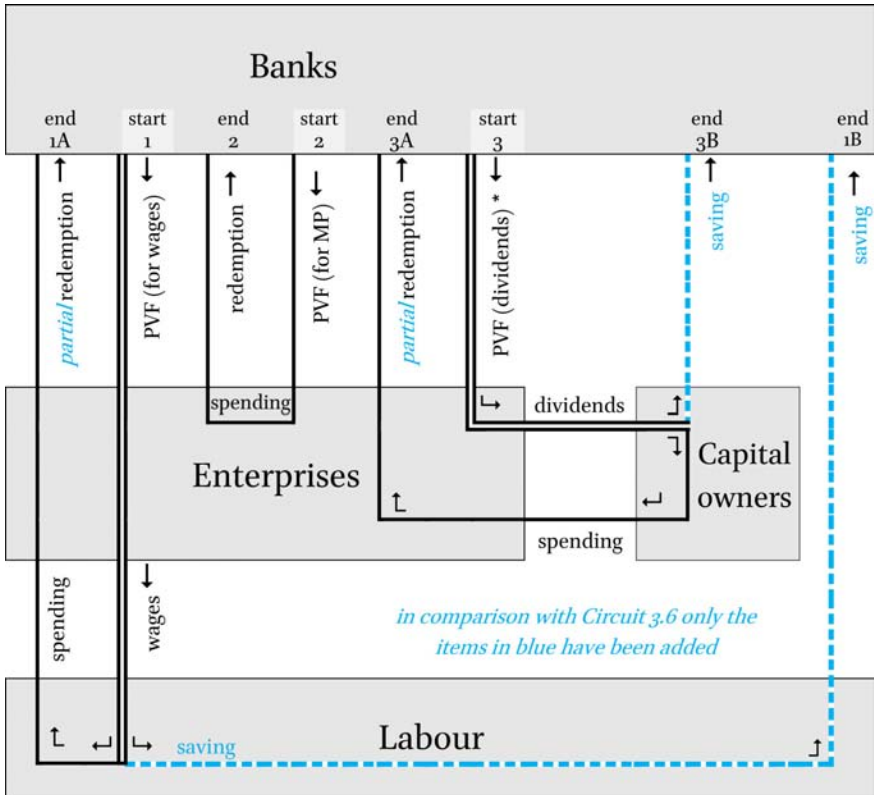 Banks
end
1A
start
1
end
2
start
2
end
3A
start
3
end
3B
end
1B
partial redemption
PVF (for wages)
redemption
PVF (for MP)
partial redemption
PVF (dividends) *
saving
saving
spending
dividends
Enterprises
Capital
owners
spending
spending
wages
in comparison with Circuit 3.6 only the
items in blue have been added
saving
Labour